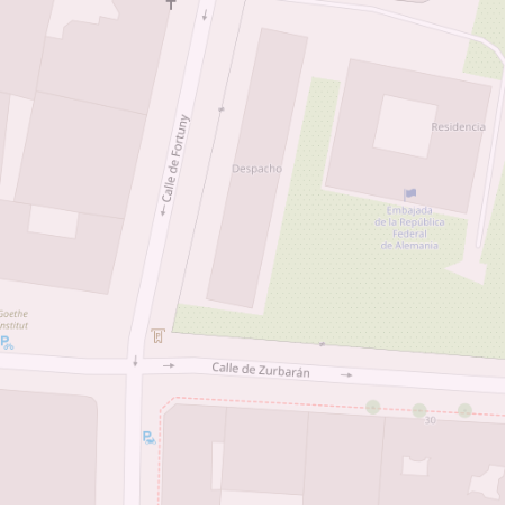 Calle de Fortuny
Despacho
Residencia
Embajada
de la República
Federal
de Alemania
Goethe
Institut
P
Calle de Zurbarán
P
30